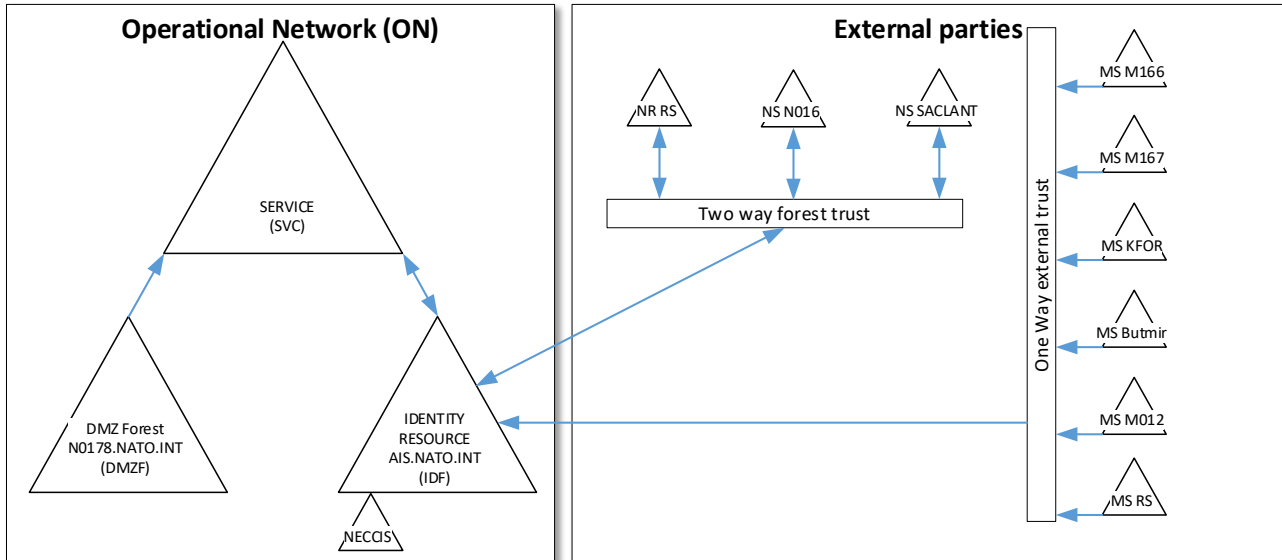 Operational Network (ON)
SERVICE
(SVC)
DMZ Forest
N0178.NATO.INT
(DMZF)
IDENTITY
RESOURCE
AIS.NATO.INT
(IDF)
NECCIS
External parties
NR RS
NS N016
NS SACLANT
Two way forest trust
One Way external trust
MS M166
MS M167
MS KFOR
MS Butmir
MS M012
MS RS